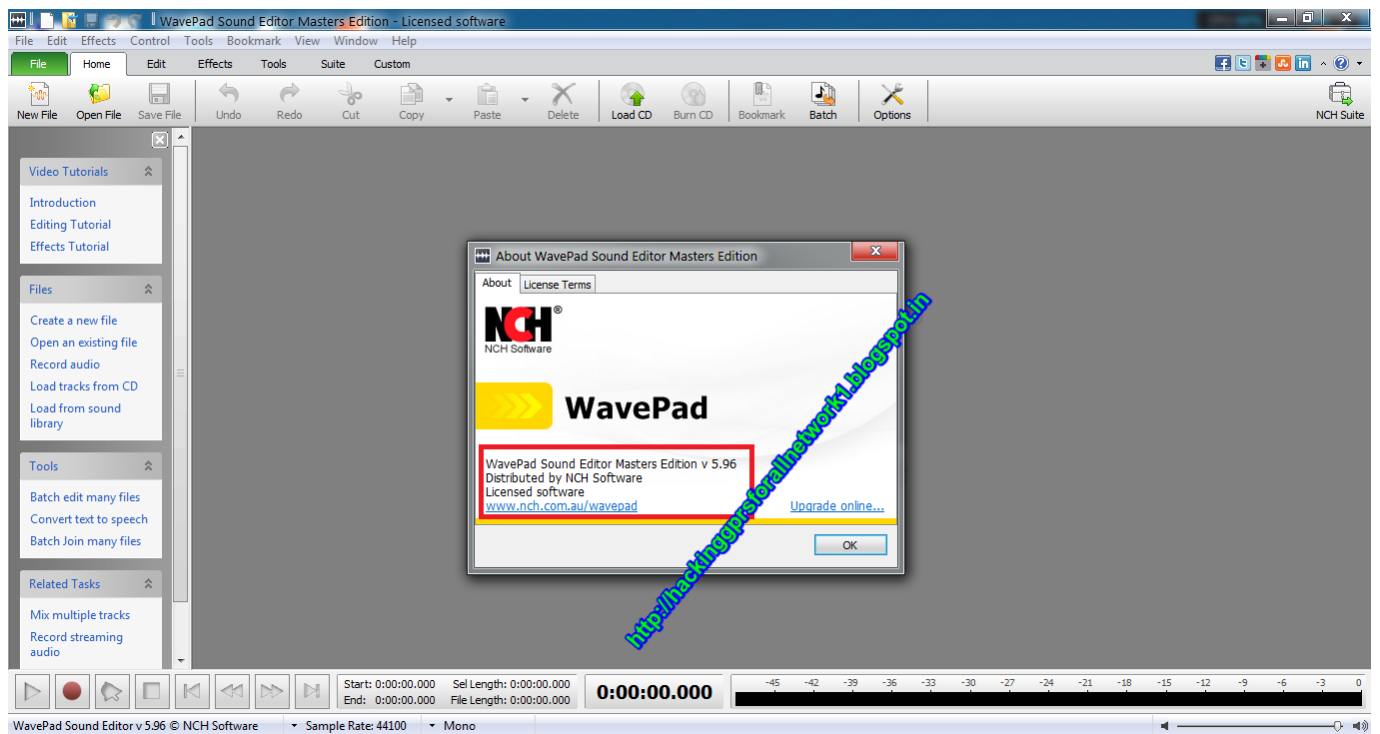 WavePad Sound Editor Masters Edition - Licensed software
File Edit Effects Control Tools Bookmark View Window Help
File Home Edit Effects Tools Suite Custom
New File Open File Save File Undo Redo Cut Copy Paste Delete Load CD Burn CD Bookmark Batch Options NCH Suite
Video Tutorials
Introduction
Editing Tutorial
Effects Tutorial
Files
Create a new file
Open an existing file
Record audio
Load tracks from CD
Load from sound
library
Tools
Batch edit many files
Convert text to speech
Batch Join many files
Related Tasks
Mix multiple tracks
Record streaming
audio
About WavePad Sound Editor Masters Edition
About License Terms
NCH®
NCH Software
WavePad
WavePad Sound Editor Masters Edition v 5.96
Distributed by NCH Software
Licensed software
www.nch.com.au/wavepad Upgrade online...
OK
http://hackinggprsforallnetwork1.blogspot.in
Start: 0:00:00.000 Sel Length: 0:00:00.000
End: 0:00:00.000 File Length: 0:00:00.000
0:00:00.000
-45 -42 -39 -36 -33 -30 -27 -24 -21 -18 -15 -12 -9 -6 -3 0
WavePad Sound Editor v 5.96 © NCH Software Sample Rate: 44100 Mono